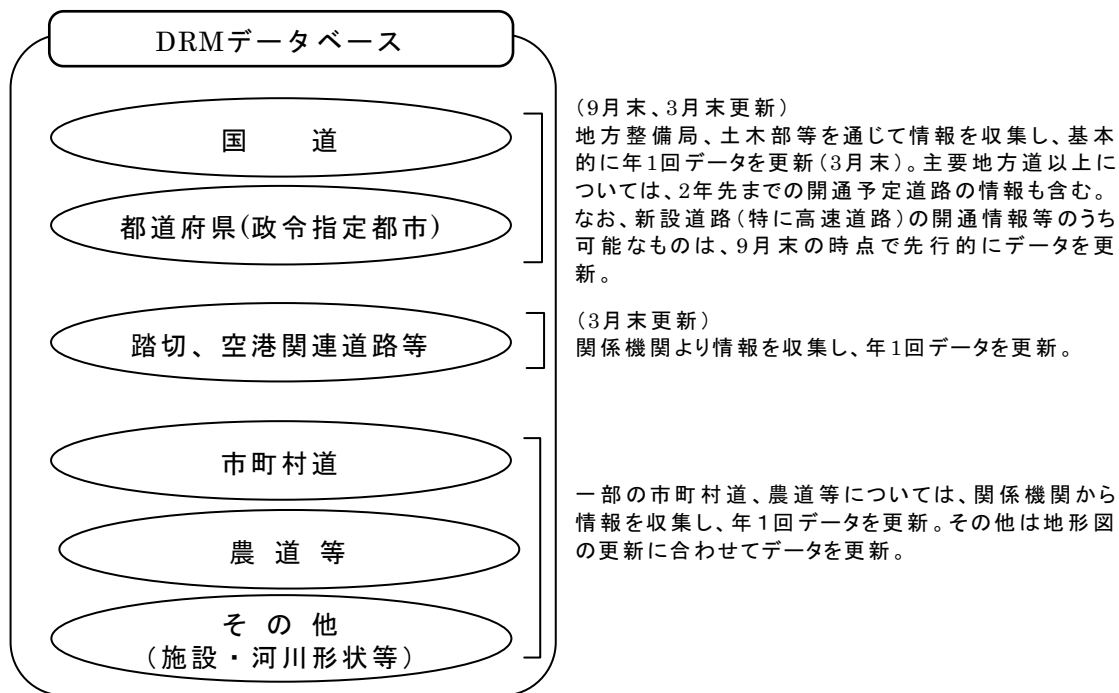 DRMデータベース
国　　道
都道府県(政令指定都市)
(9月末、3月末更新)
地方整備局、土木部等を通じて情報を収集し、基本
的に年1回データを更新(3月末)。主要地方道以上に
ついては、2年先までの開通予定道路の情報も含む。
なお、新設道路(特に高速道路)の開通情報等のうち
可能なものは、9月末の時点で先行的にデータを更
新。
踏切、空港関連道路等
(3月末更新)
関係機関より情報を収集し、年1回データを更新。
市町村道
農 道 等
そ の 他
(施設・河川形状等)
一部の市町村道、農道等については、関係機関から
情報を収集し、年１回データを更新。その他は地形図
の更新に合わせてデータを更新。